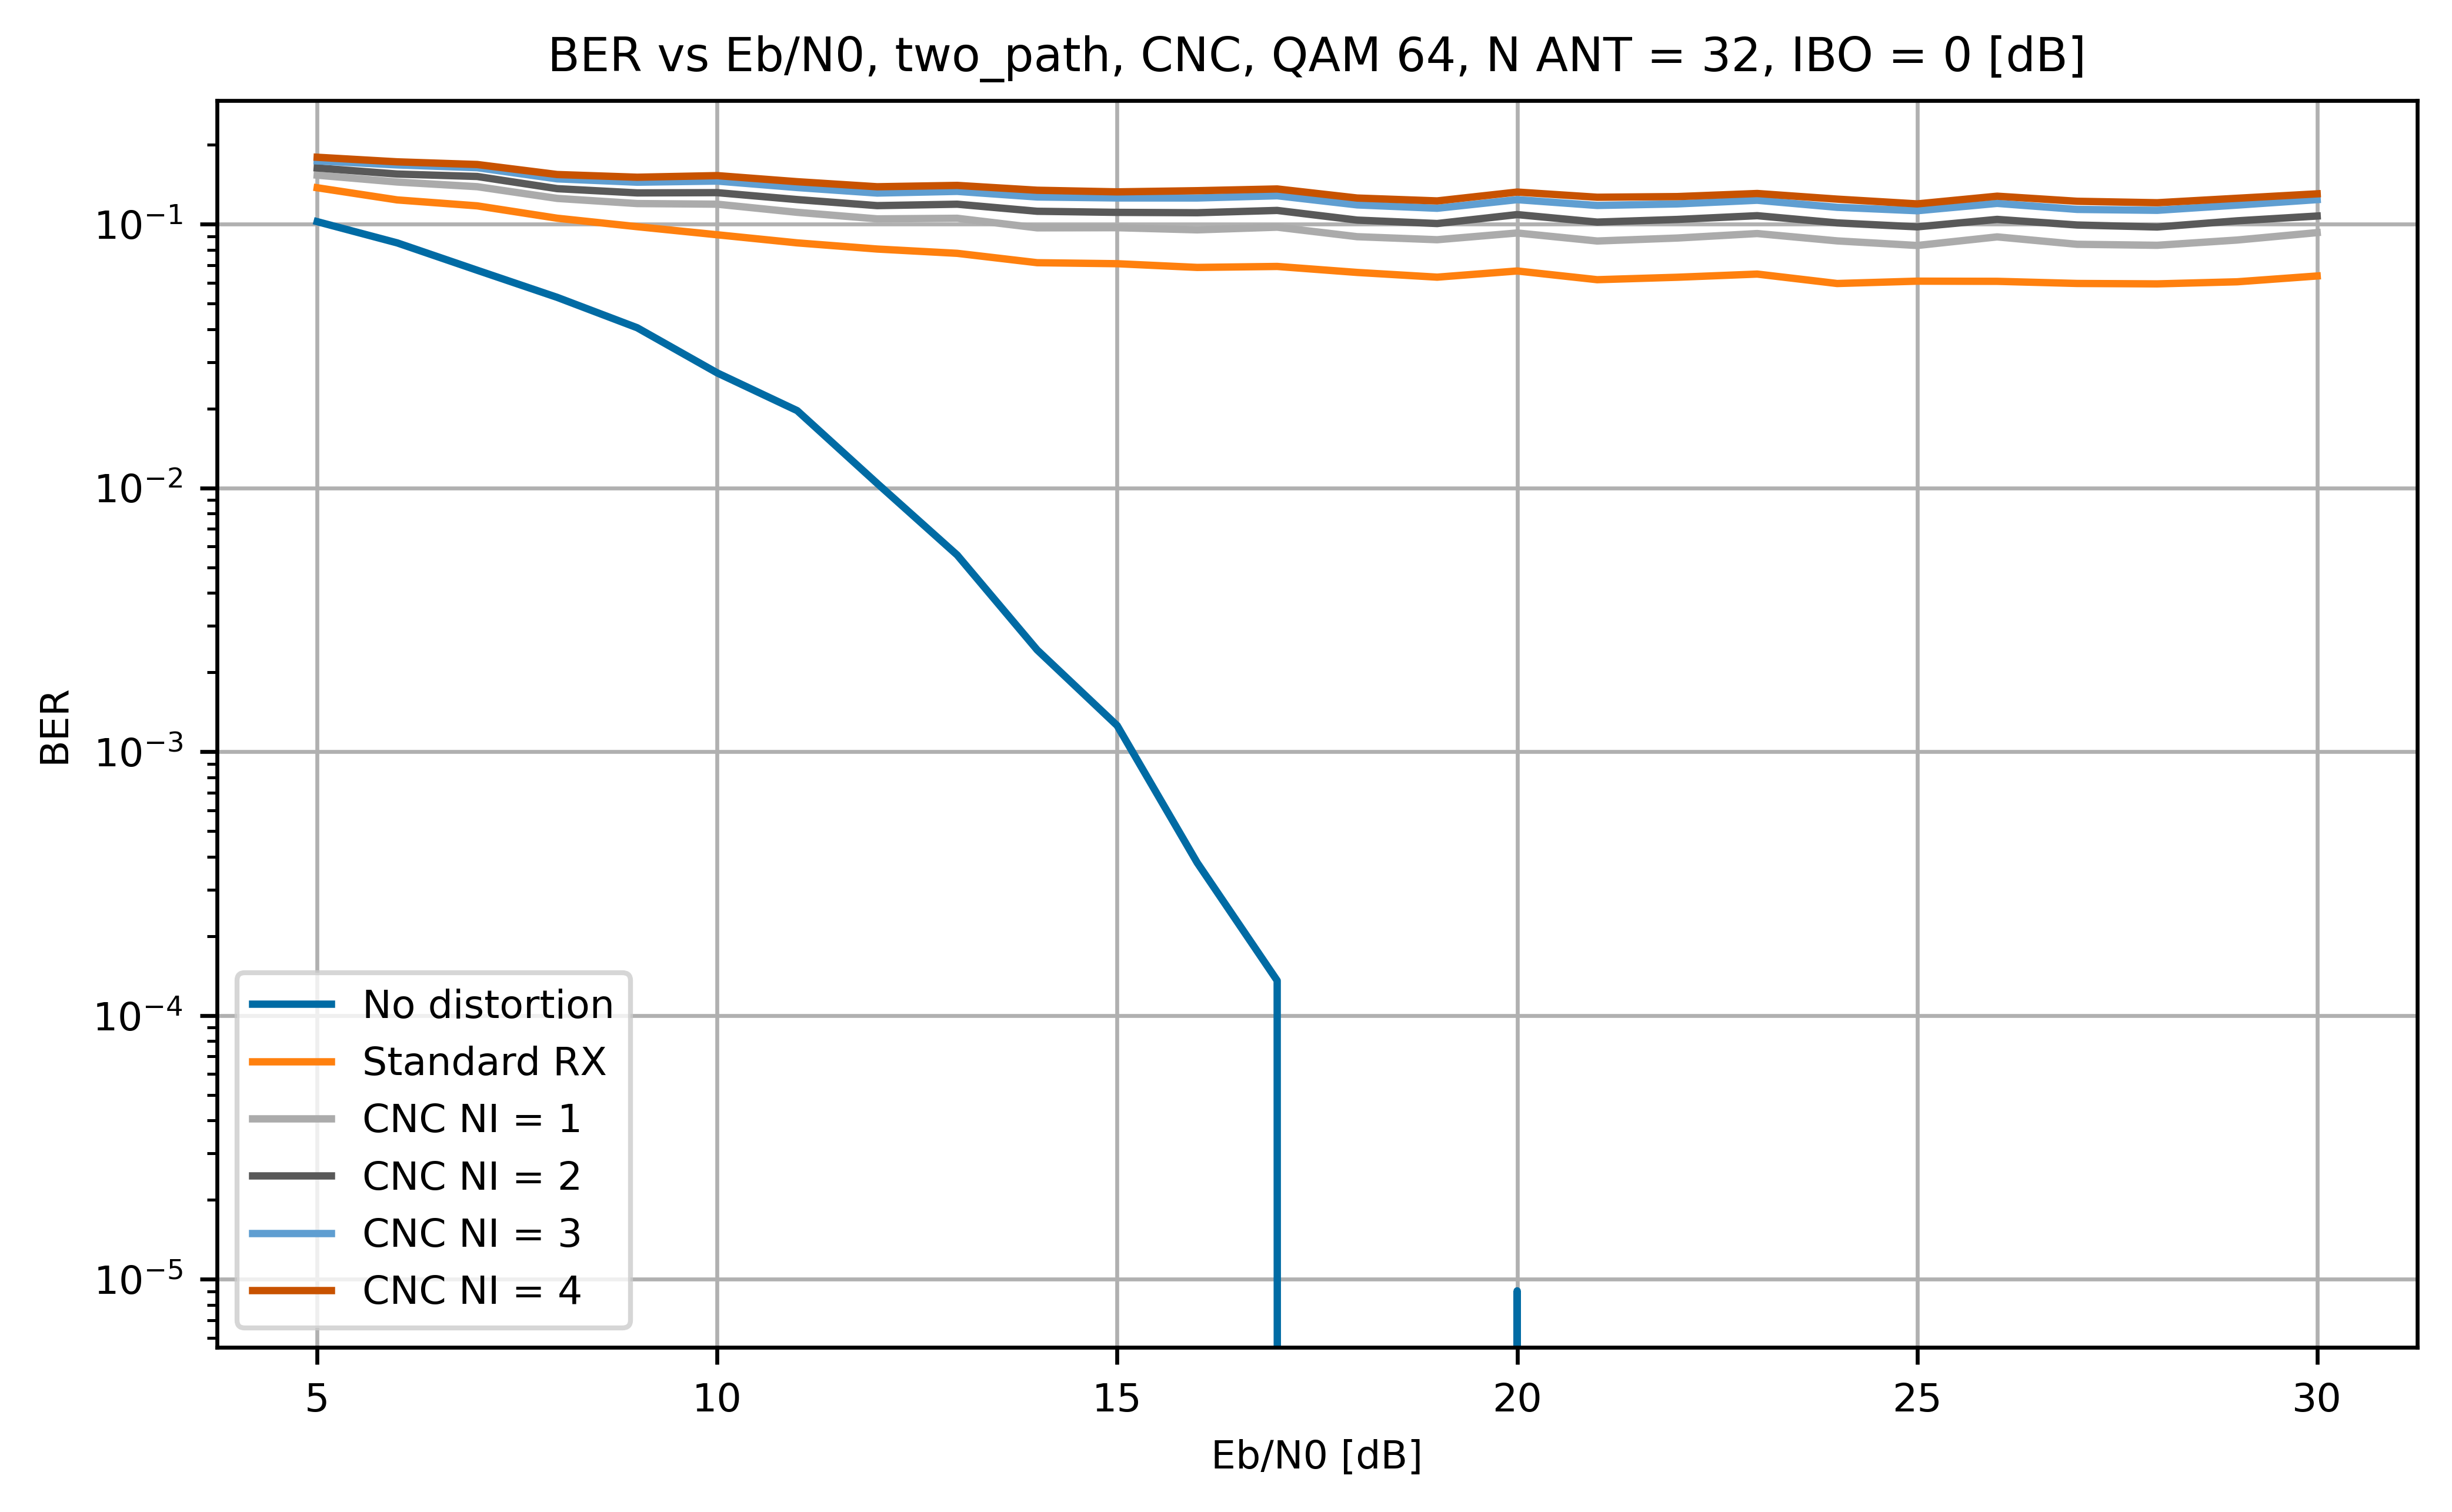 BER vs Eb/N0, two_path, CNC, QAM 64, N ANT = 32, IBO = 0 [dB]
BER
10⁻¹
10⁻²
10⁻³
10⁻⁴
10⁻⁵
No distortion
Standard RX
CNC NI = 1
CNC NI = 2
CNC NI = 3
CNC NI = 4
5 10 15 20 25 30
Eb/N0 [dB]